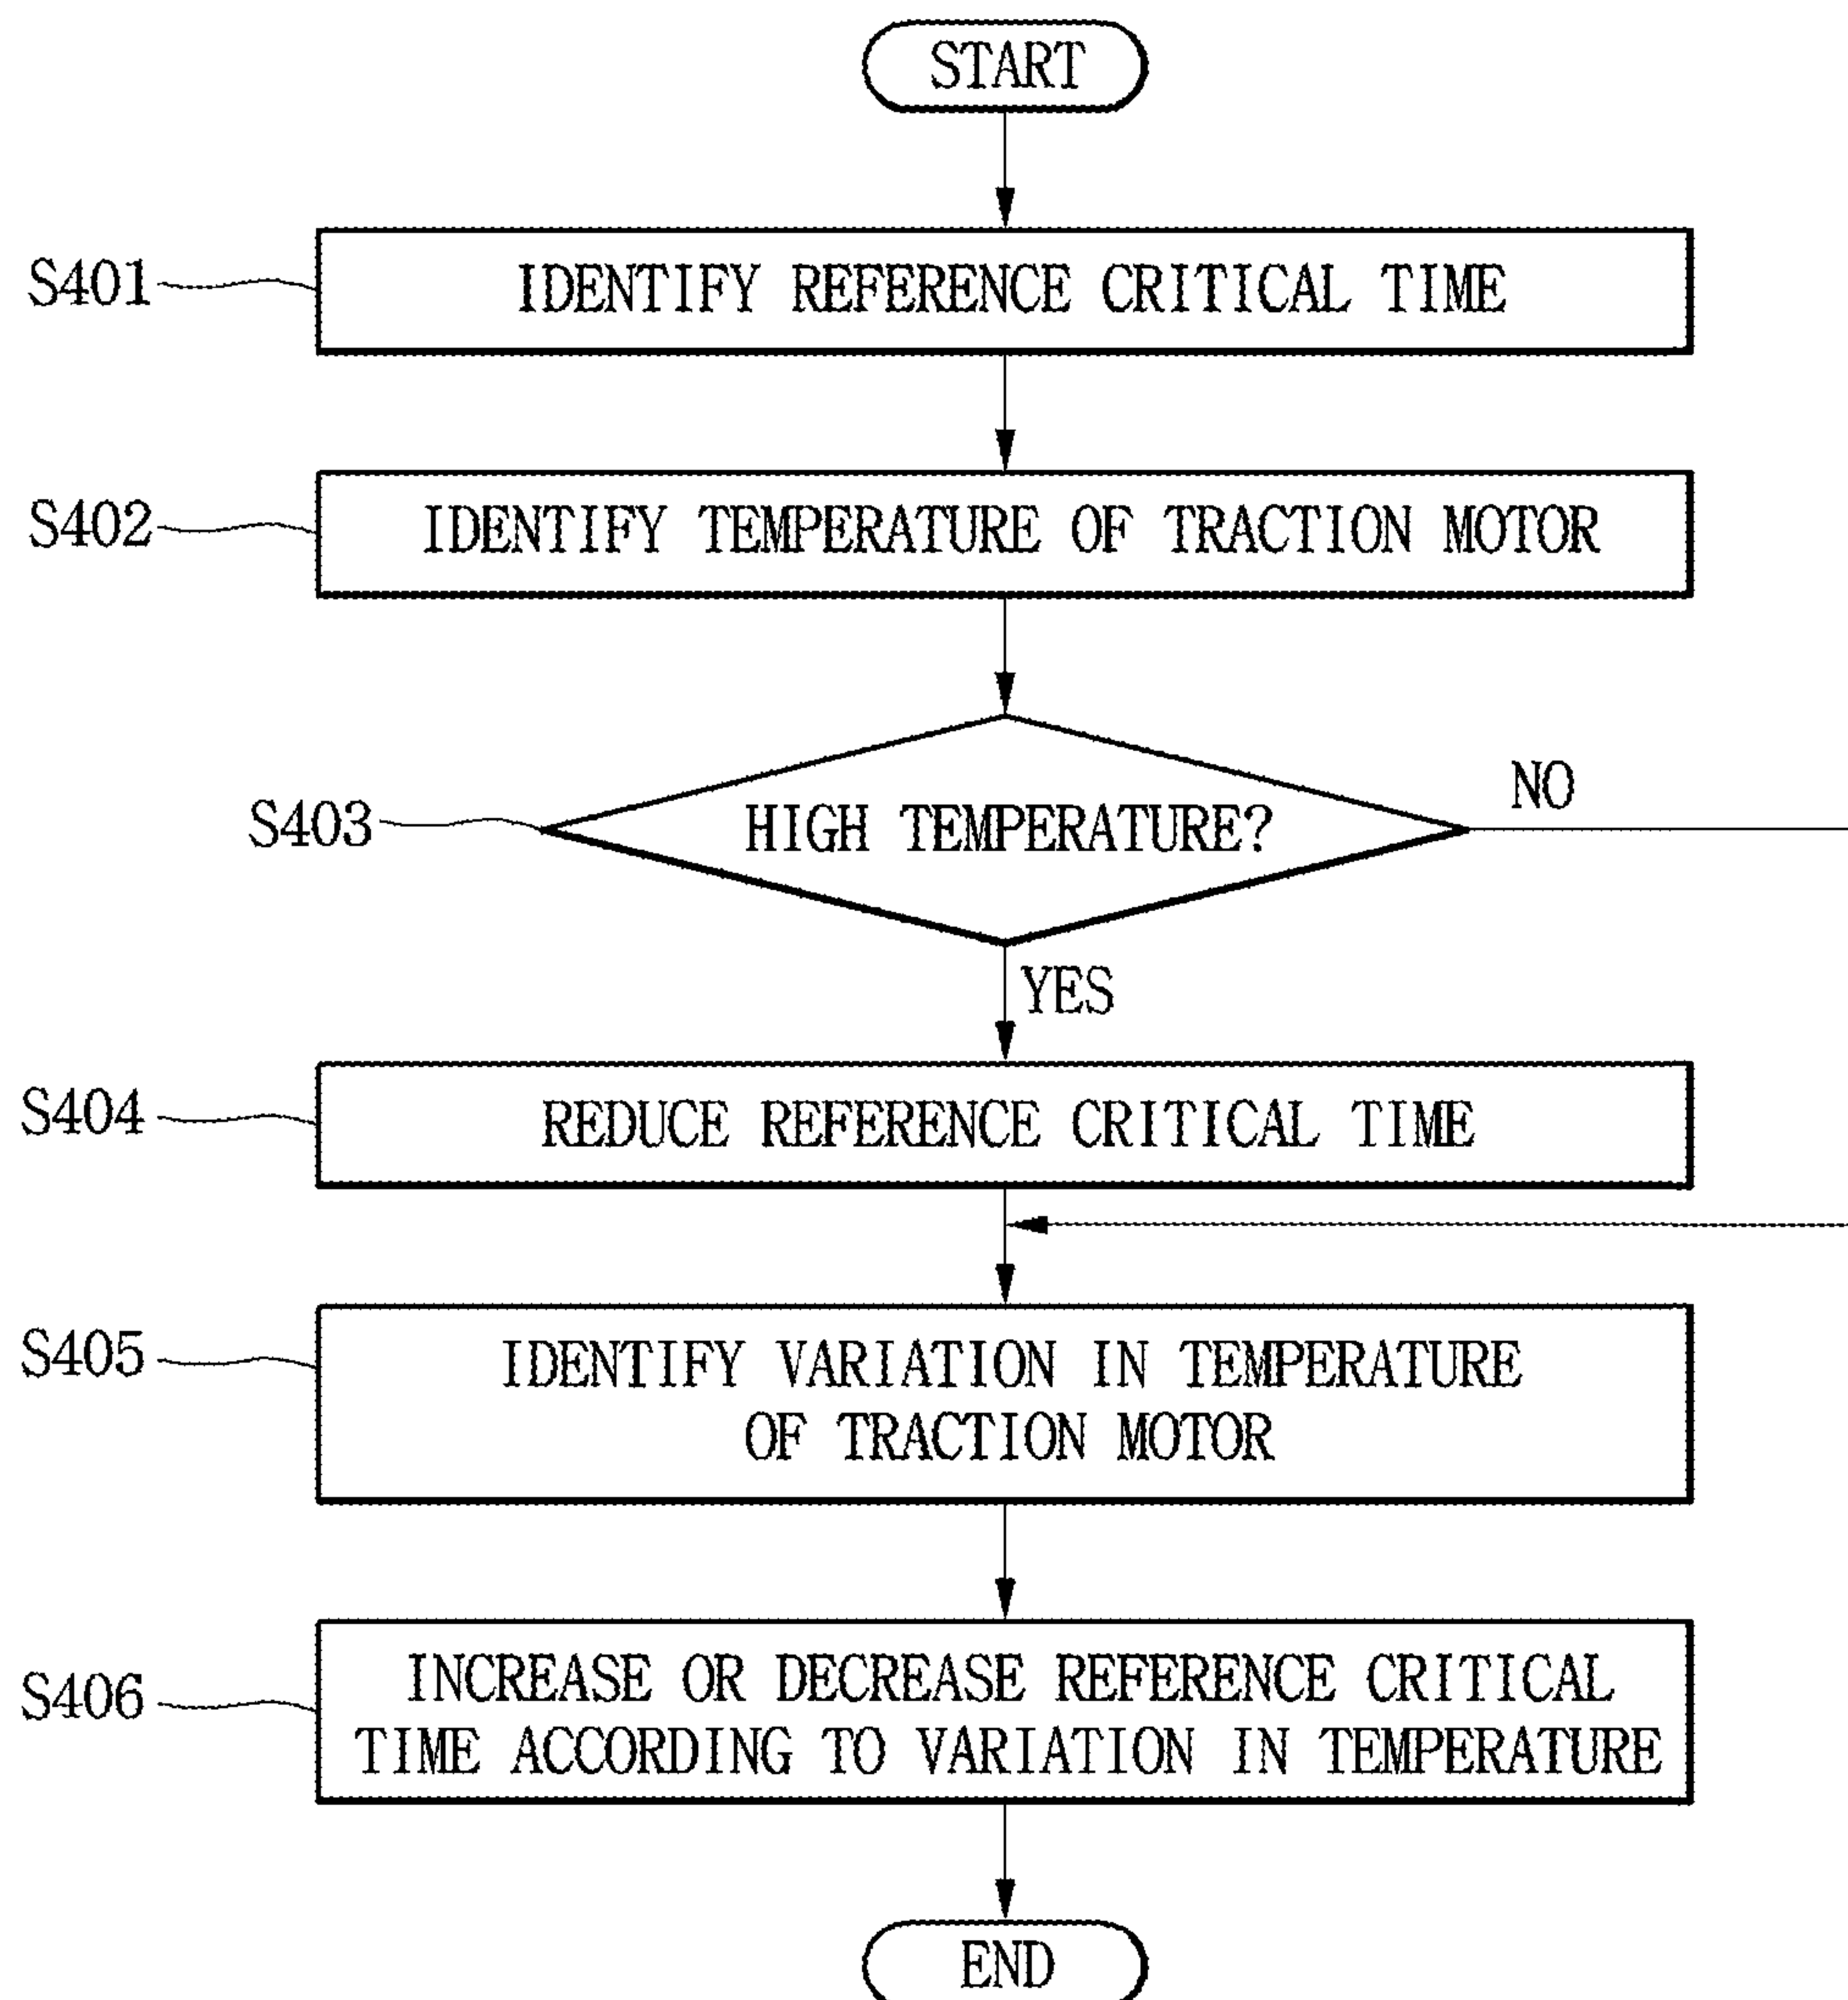 START
S401
IDENTIFY REFERENCE CRITICAL TIME
S402
IDENTIFY TEMPERATURE OF TRACTION MOTOR
S403
HIGH TEMPERATURE?
NO
YES
S404
REDUCE REFERENCE CRITICAL TIME
S405
IDENTIFY VARIATION IN TEMPERATURE
OF TRACTION MOTOR
S406
INCREASE OR DECREASE REFERENCE CRITICAL
TIME ACCORDING TO VARIATION IN TEMPERATURE
END